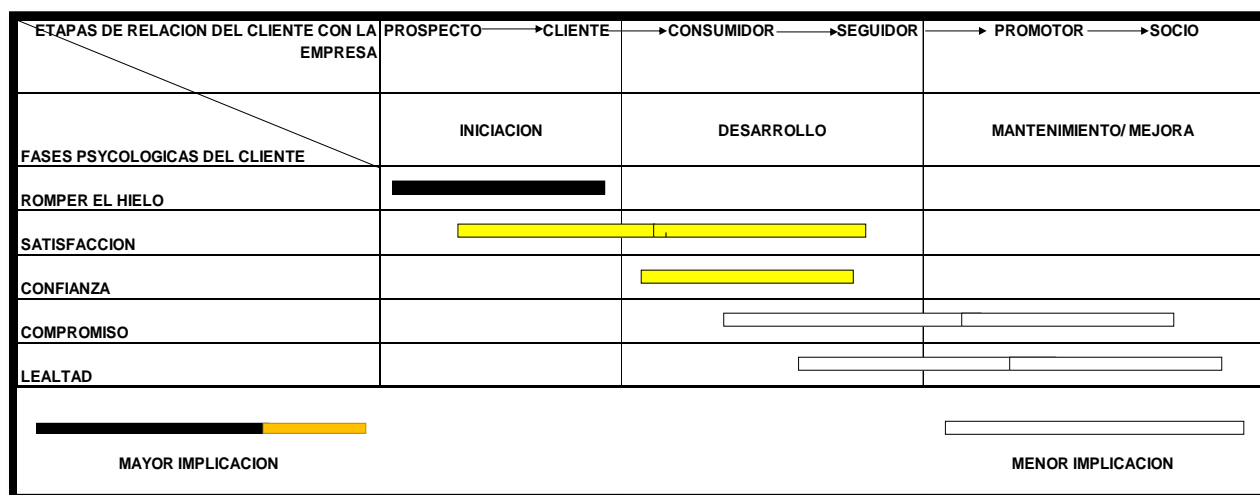 ETAPAS DE RELACION DEL CLIENTE CON LA EMPRESA
PROSPECTO CLIENTE CONSUMIDOR SEGUIDOR PROMOTOR SOCIO
FASES PSYCOLOGICAS DEL CLIENTE
INICIACION DESARROLLO MANTENIMIENTO/ MEJORA
ROMPER EL HIELO
SATISFACCION
CONFIANZA
COMPROMISO
LEALTAD
MAYOR IMPLICACION MENOR IMPLICACION